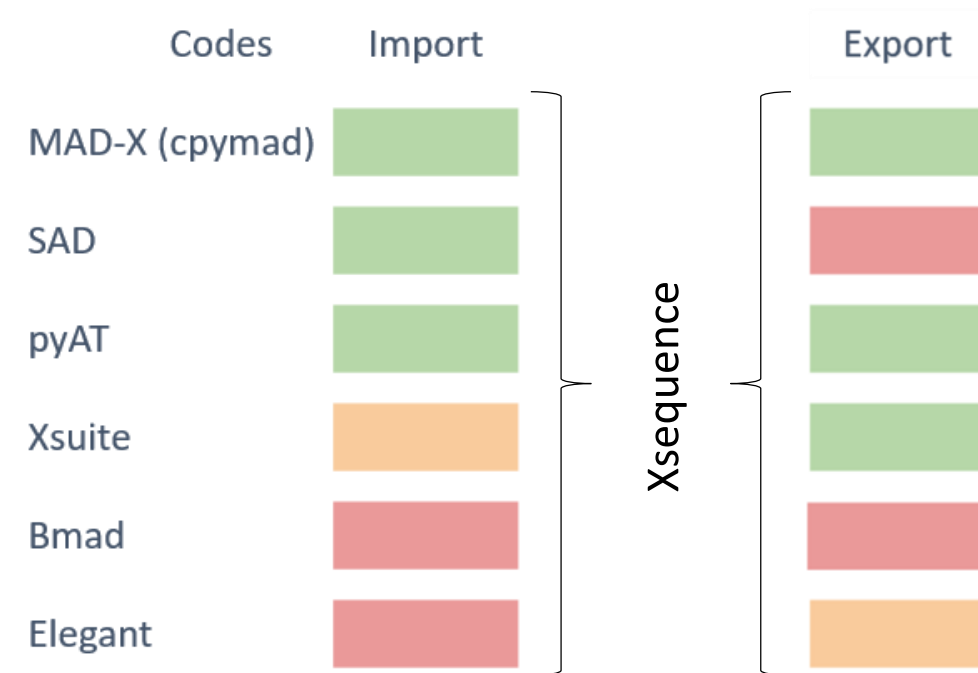 Codes Import Export
MAD-X (cpymad)
SAD
pyAT
Xsuite
Bmad
Elegant
Xsequence